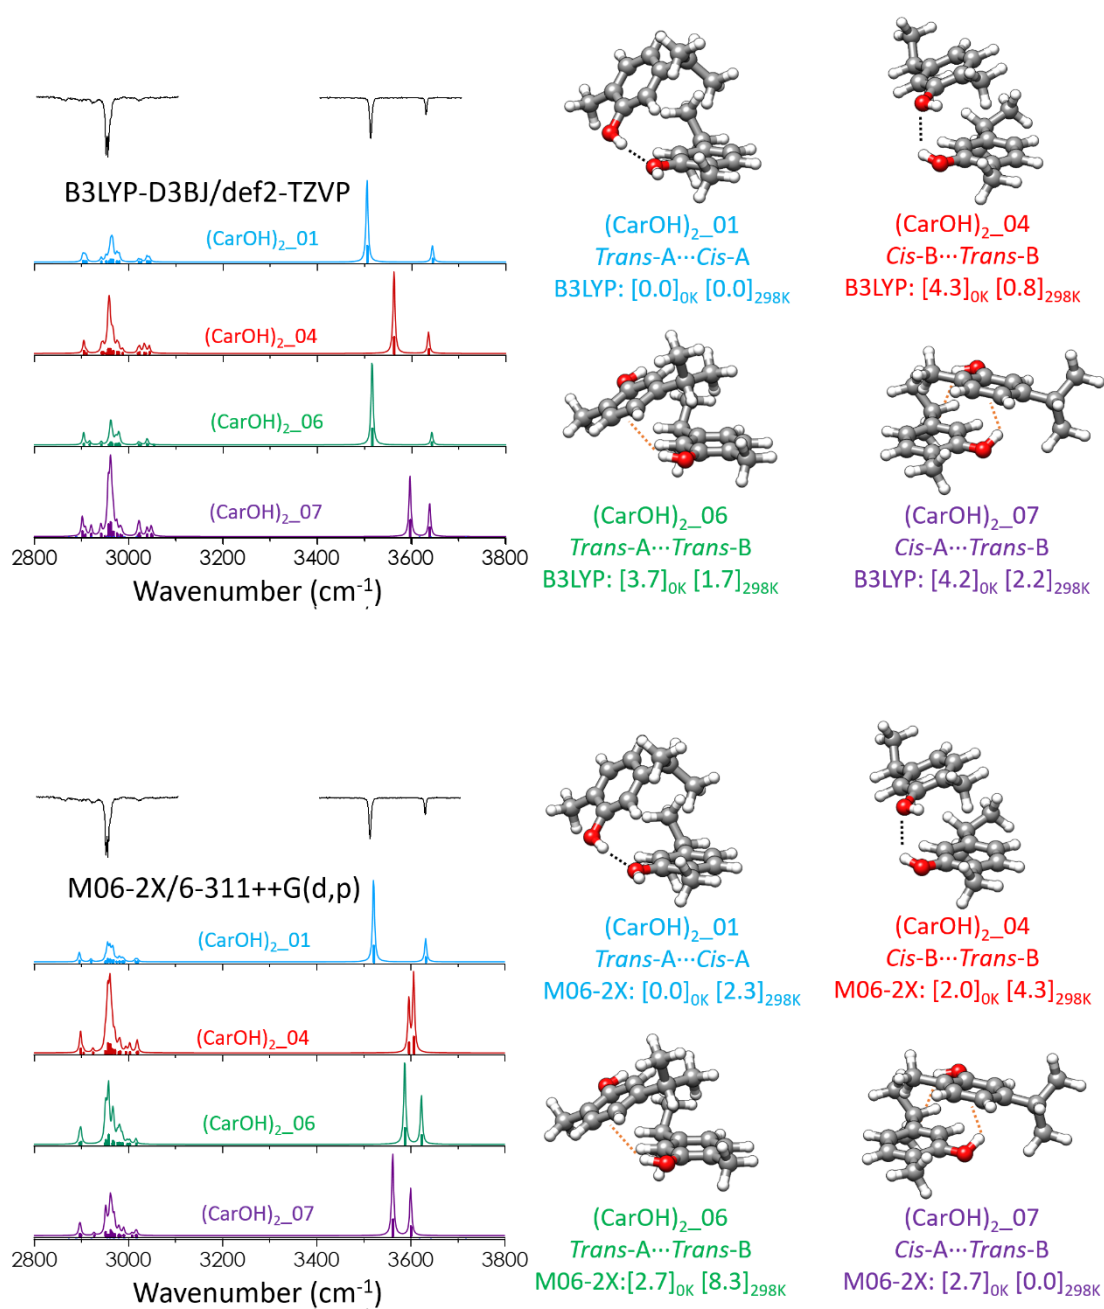 B3LYP-D3BJ/def2-TZVP
(CarOH)₂_01
(CarOH)₂_04
(CarOH)₂_06
(CarOH)₂_07
2800 3000 3200 3400 3600 3800
Wavenumber (cm⁻¹)
(CarOH)₂_01
Trans-A···Cis-A
B3LYP: [0.0]₀K [0.0]₂₉₈K
(CarOH)₂_04
Cis-B···Trans-B
B3LYP: [4.3]₀K [0.8]₂₉₈K
(CarOH)₂_06
Trans-A···Trans-B
B3LYP: [3.7]₀K [1.7]₂₉₈K
(CarOH)₂_07
Cis-A···Trans-B
B3LYP: [4.2]₀K [2.2]₂₉₈K
M06-2X/6-311++G(d,p)
(CarOH)₂_01
(CarOH)₂_04
(CarOH)₂_06
(CarOH)₂_07
2800 3000 3200 3400 3600 3800
Wavenumber (cm⁻¹)
(CarOH)₂_01
Trans-A···Cis-A
M06-2X: [0.0]₀K [2.3]₂₉₈K
(CarOH)₂_04
Cis-B···Trans-B
M06-2X: [2.0]₀K [4.3]₂₉₈K
(CarOH)₂_06
Trans-A···Trans-B
M06-2X:[2.7]₀K [8.3]₂₉₈K
(CarOH)₂_07
Cis-A···Trans-B
M06-2X: [2.7]₀K [0.0]₂₉₈K